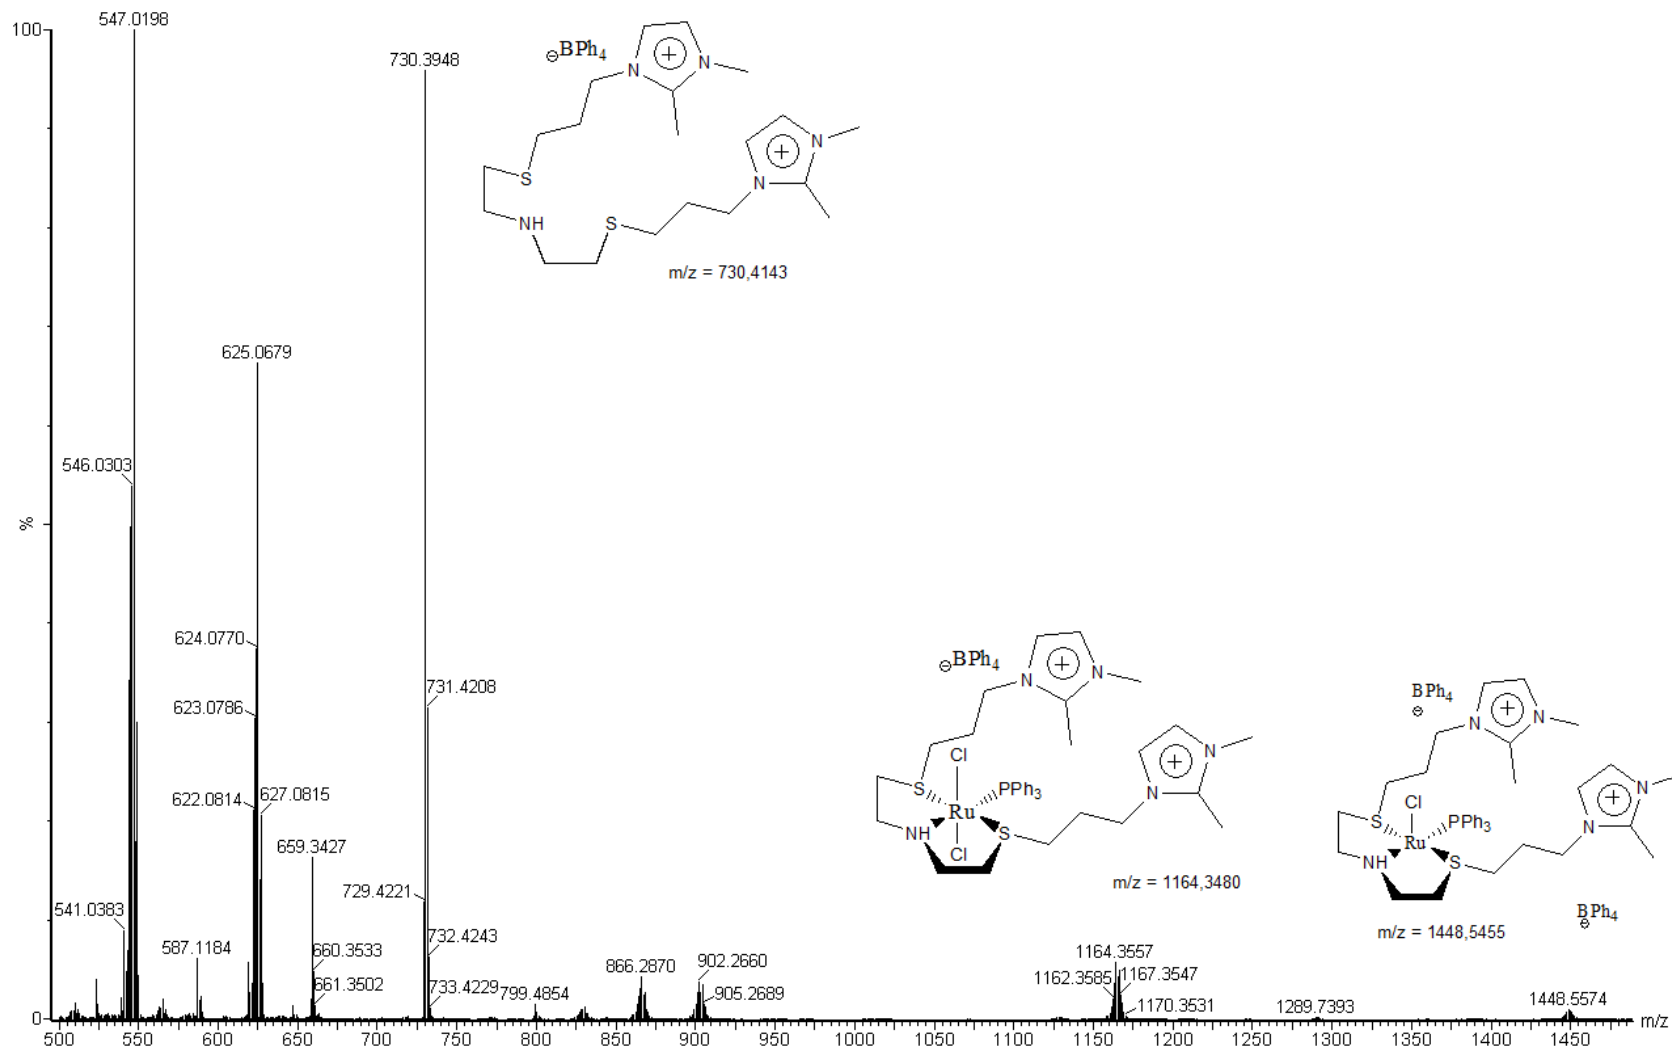 100
%
0
547.0198
730.3948
625.0679
546.0303
624.0770
623.0786
622.0814
627.0815
541.0383
587.1184
659.3427
660.3533
661.3502
731.4208
729.4221
732.4243
733.4229
799.4854
866.2870
902.2660
905.2689
1164.3557
1162.3585
1167.3547
1170.3531
1289.7393
1448.5574
⊖BPh4
N
+
N
N
+
N
S
NH
S
m/z = 730,4143
⊖BPh4
N
+
N
N
+
N
Cl
S
PPh3
Ru
NH
S
Cl
m/z = 1164,3480
BPh4
⊖
N
+
N
N
+
N
Cl
S
PPh3
Ru
NH
S
BPh4
⊖
m/z = 1448,5455
500 550 600 650 700 750 800 850 900 950 1000 1050 1100 1150 1200 1250 1300 1350 1400 1450 m/z